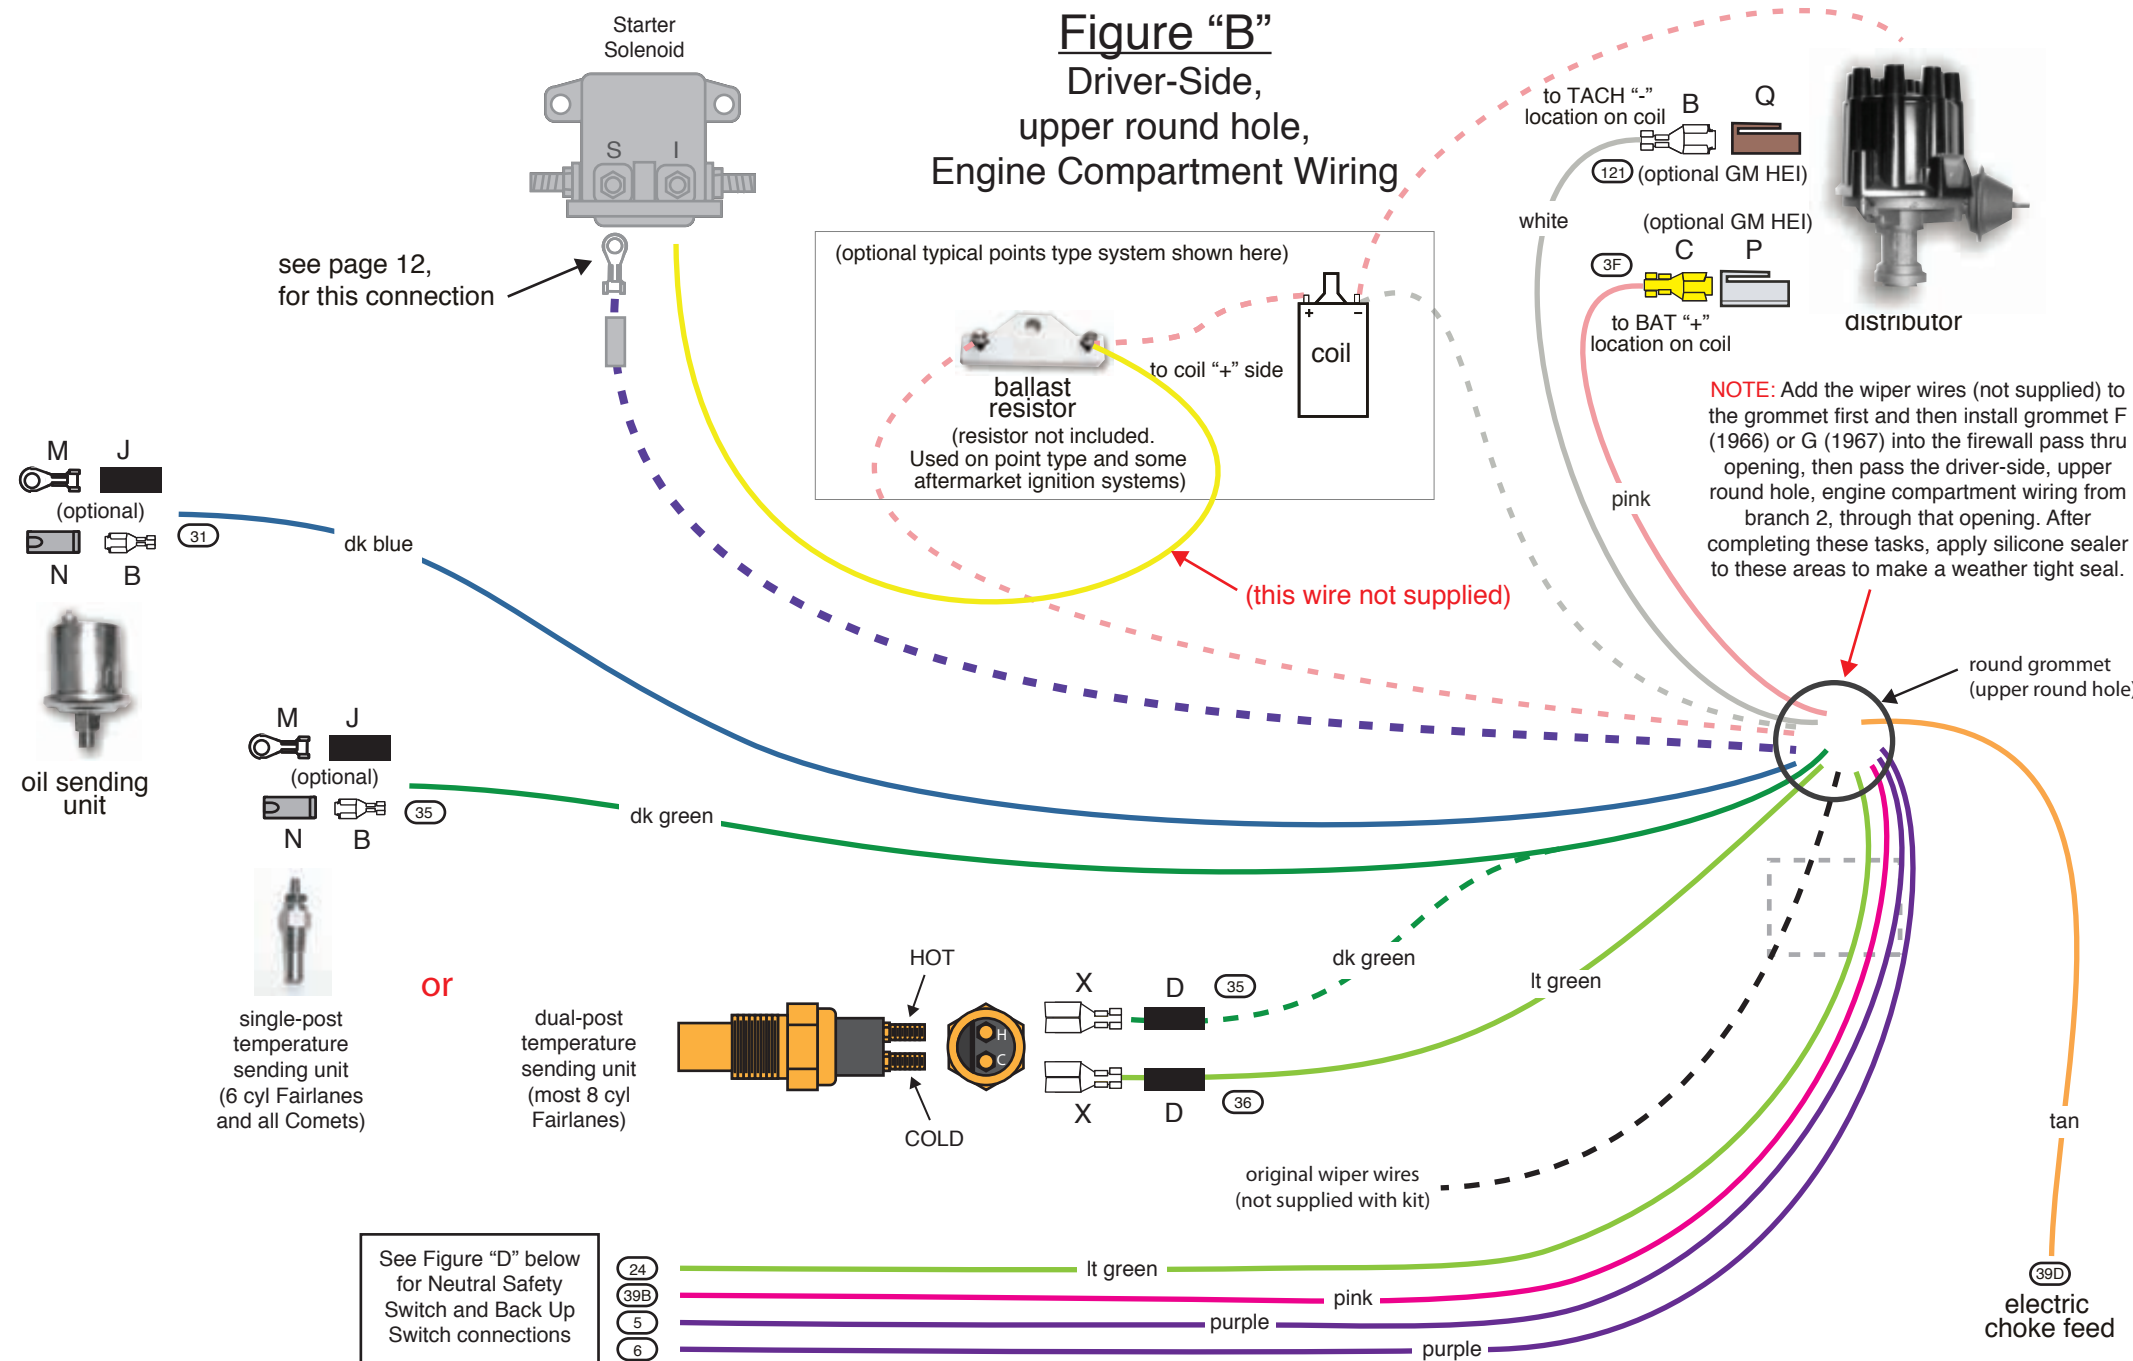 Figure “B”
Driver-Side,
upper round hole,
Engine Compartment Wiring
Starter
Solenoid
S I
see page 12,
for this connection
(optional typical points type system shown here)
+ –
coil
to coil “+” side
ballast
resistor
(resistor not included.
Used on point type and some
aftermarket ignition systems)
(this wire not supplied)
to TACH “-”
location on coil
B Q
121 (optional GM HEI)
white
(optional GM HEI)
3F C P
to BAT “+”
location on coil
distributor
pink
NOTE: Add the wiper wires (not supplied) to
the grommet first and then install grommet F
(1966) or G (1967) into the firewall pass thru
opening, then pass the driver-side, upper
round hole, engine compartment wiring from
branch 2, through that opening. After
completing these tasks, apply silicone sealer
to these areas to make a weather tight seal.
round grommet
(upper round hole)
M J
(optional)
31
N B
dk blue
oil sending
unit
M J
(optional)
35
N B
dk green
single-post
temperature
sending unit
(6 cyl Fairlanes
and all Comets)
or
dual-post
temperature
sending unit
(most 8 cyl
Fairlanes)
HOT
COLD
H
C
X D 35
X D 36
dk green
lt green
original wiper wires
(not supplied with kit)
tan
39D
electric
choke feed
See Figure “D” below
for Neutral Safety
Switch and Back Up
Switch connections
24 lt green
39B pink
5 purple
6 purple